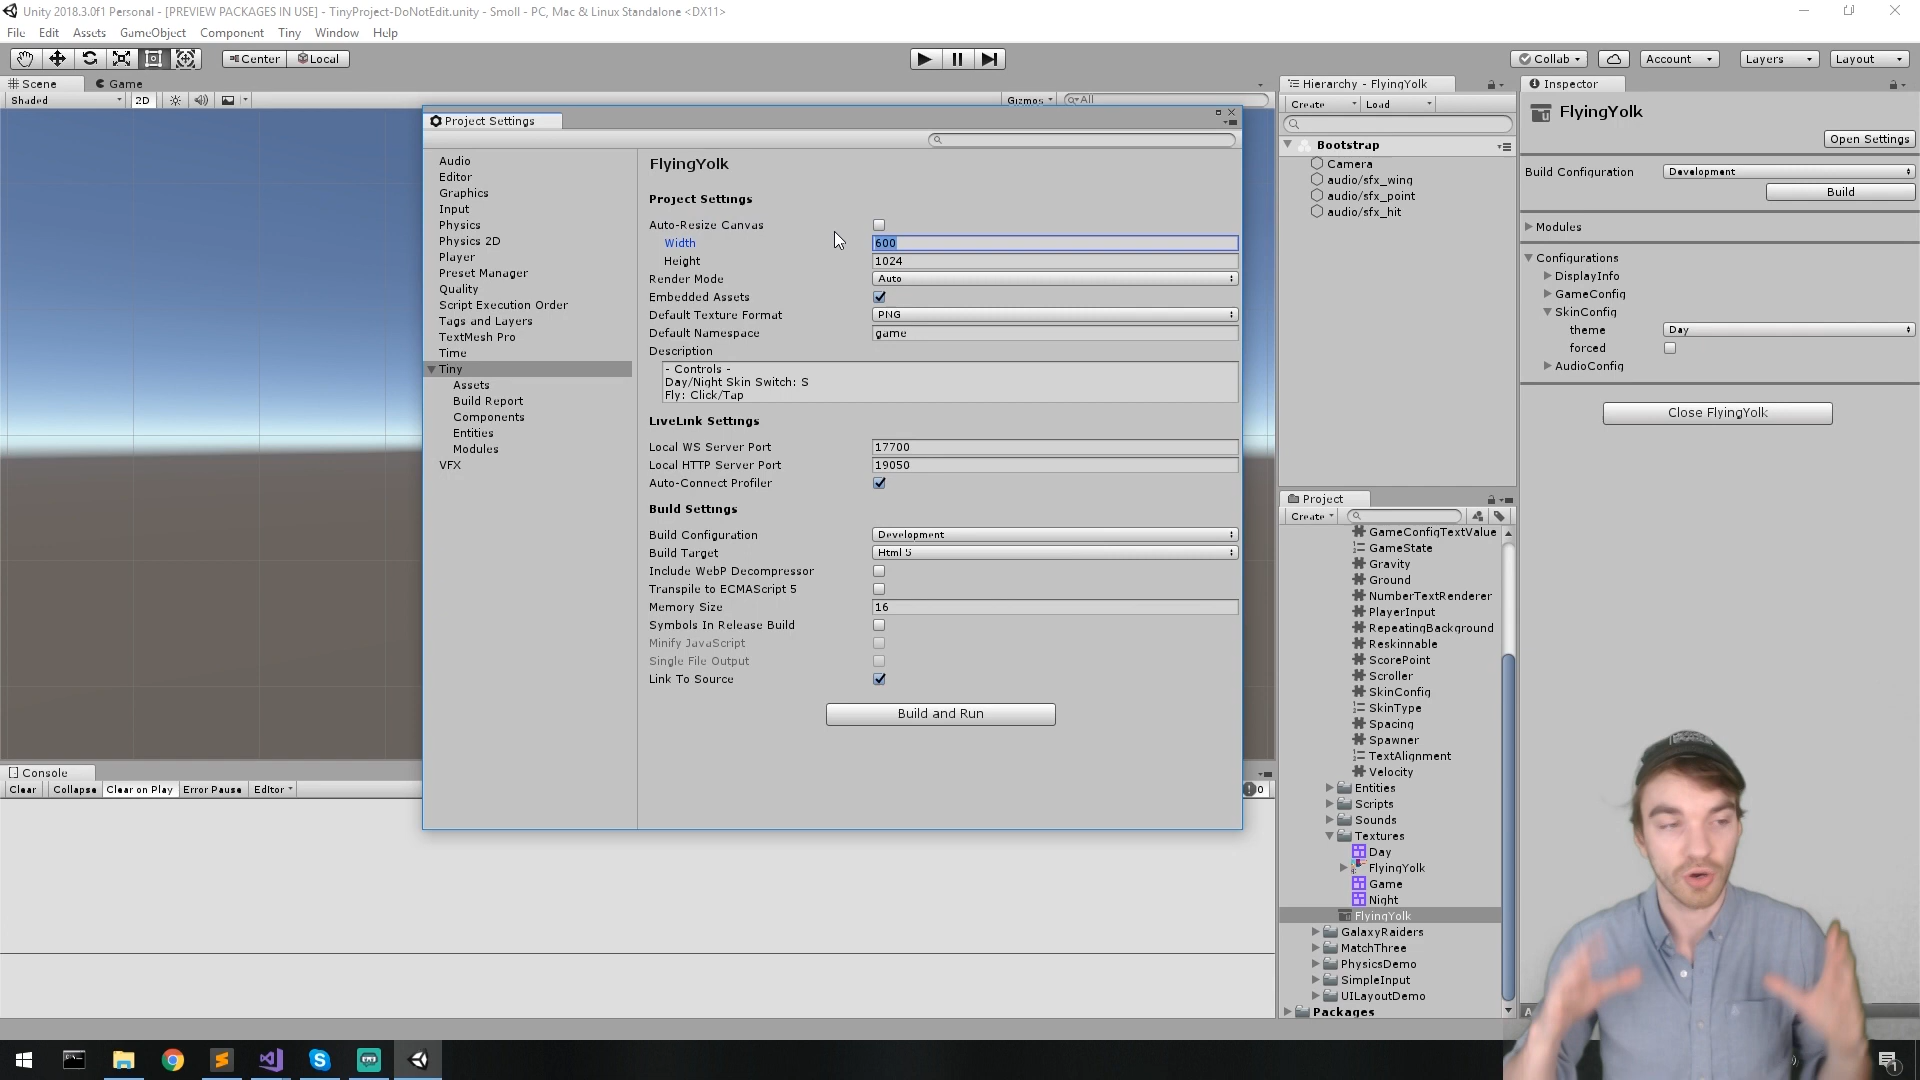 Unity 2018.3.0f1 Personal - [PREVIEW PACKAGES IN USE] - TinyProject-DoNotEdit.unity - Smoll - PC, Mac & Linux Standalone <DX11>
File Edit Assets GameObject Component Tiny Window Help
Center Local
Collab Account Layers Layout
Scene Game
Shaded 2D Gizmos All
Project Settings
Audio
Editor
Graphics
Input
Physics
Physics 2D
Player
Preset Manager
Quality
Script Execution Order
Tags and Layers
TextMesh Pro
Time
Tiny
Assets
Build Report
Components
Entities
Modules
VFX
FlyingYolk
Project Settings
Auto-Resize Canvas
Width 600
Height 1024
Render Mode Auto
Embedded Assets
Default Texture Format PNG
Default Namespace game
Description
- Controls -
Day/Night Skin Switch: S
Fly: Click/Tap
LiveLink Settings
Local WS Server Port 17700
Local HTTP Server Port 19050
Auto-Connect Profiler
Build Settings
Build Configuration Development
Build Target Html 5
Include WebP Decompressor
Transpile to ECMAScript 5
Memory Size 16
Symbols In Release Build
Minify JavaScript
Single File Output
Link To Source
Build and Run
Console
Clear Collapse Clear on Play Error Pause Editor
0
Hierarchy - FlyingYolk
Create Load
Bootstrap
Camera
audio/sfx_wing
audio/sfx_point
audio/sfx_hit
Project
Create
GameConfigTextValue
GameState
Gravity
Ground
NumberTextRenderer
PlayerInput
RepeatingBackground
Reskinnable
ScorePoint
Scroller
SkinConfig
SkinType
Spacing
Spawner
TextAlignment
Velocity
Entities
Scripts
Sounds
Textures
Day
FlyingYolk
Game
Night
FlyingYolk
GalaxyRaiders
MatchThree
PhysicsDemo
SimpleInput
UILayoutDemo
Packages
Inspector
FlyingYolk
Open Settings
Build Configuration Development
Build
Modules
Configurations
DisplayInfo
GameConfig
SkinConfig
theme Day
forced
AudioConfig
Close FlyingYolk
1